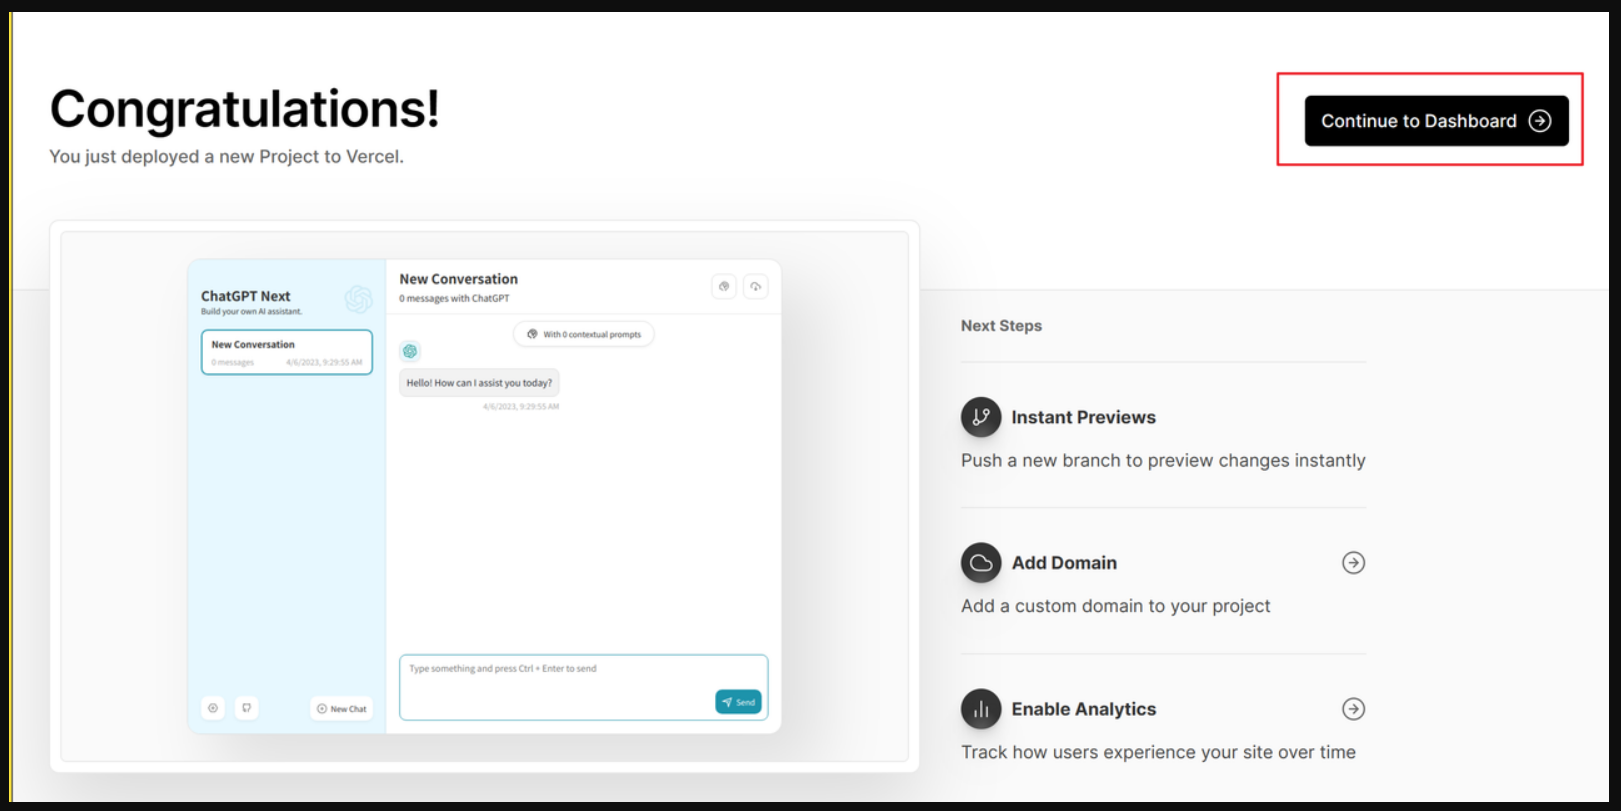 Congratulations!
You just deployed a new Project to Vercel.
Continue to Dashboard
ChatGPT Next
Build your own AI assistant.
New Conversation
0 messages 4/6/2023, 9:29:55 AM
New Chat
New Conversation
0 messages with ChatGPT
With 0 contextual prompts
Hello! How can I assist you today?
4/6/2023, 9:29:55 AM
Type something and press Ctrl + Enter to send
Send
Next Steps
Instant Previews
Push a new branch to preview changes instantly
Add Domain
Add a custom domain to your project
Enable Analytics
Track how users experience your site over time